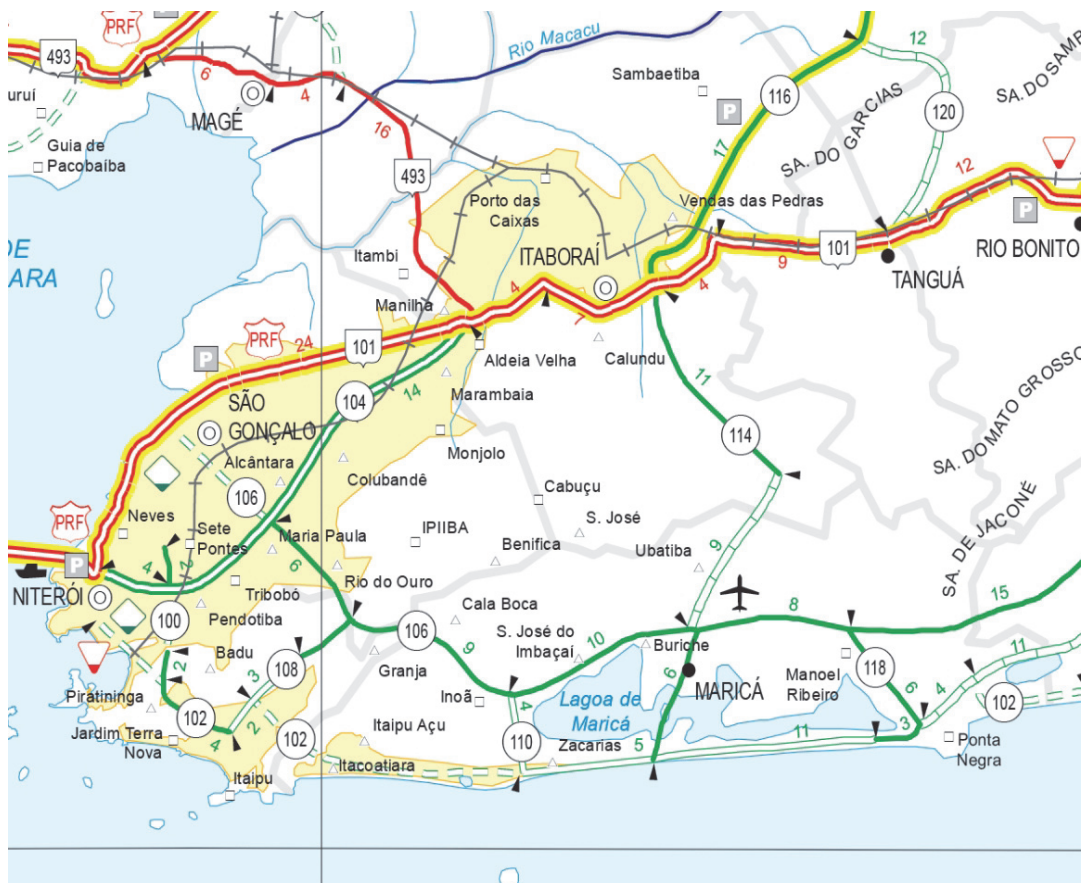 PRF
P
493
12
6
Rio Macacu
Sambaetiba
116
SA. DO SAMB
4
MAGÉ
P
120
SA. DO GARCIAS
uruí
16
Guia de
Pacobaíba
17
12
493
Porto das
Caixas
Vendas das Pedras
P
DE
ARA
ITABORAÍ
101
RIO BONITO
Itambi
9
TANGUÁ
4
4
Manilha
7
PRF
24
101
P
Aldeia Velha
Calundu
11
14
Marambaia
104
SÃO
GONÇALO
114
SA. DO MATO GROSSO
Monjolo
Alcântara
Colubandê
106
Cabuçu
SA. DE JACONÉ
PRF
Neves
Sete
Pontes
Maria Paula
IPIIBA
S. José
Ubatiba
9
P
4
2
Benifica
6
Rio do Ouro
NITERÓI
Tribobô
15
100
Pendotiba
Cala Boca
8
106
S. José do
Imbaçaí
10
Badu
Granja
9
Buriche
2
3
108
Manoel
Ribeiro
118
11
MARICÁ
6
6
Piratininga
Inoã
Lagoa de
Maricá
4
4
102
2
102
Jardim Terra
Nova
4
102
Itaipu Açu
3
110
Zacarias
5
11
Ponta
Negra
Itacoatiara
Itaipu